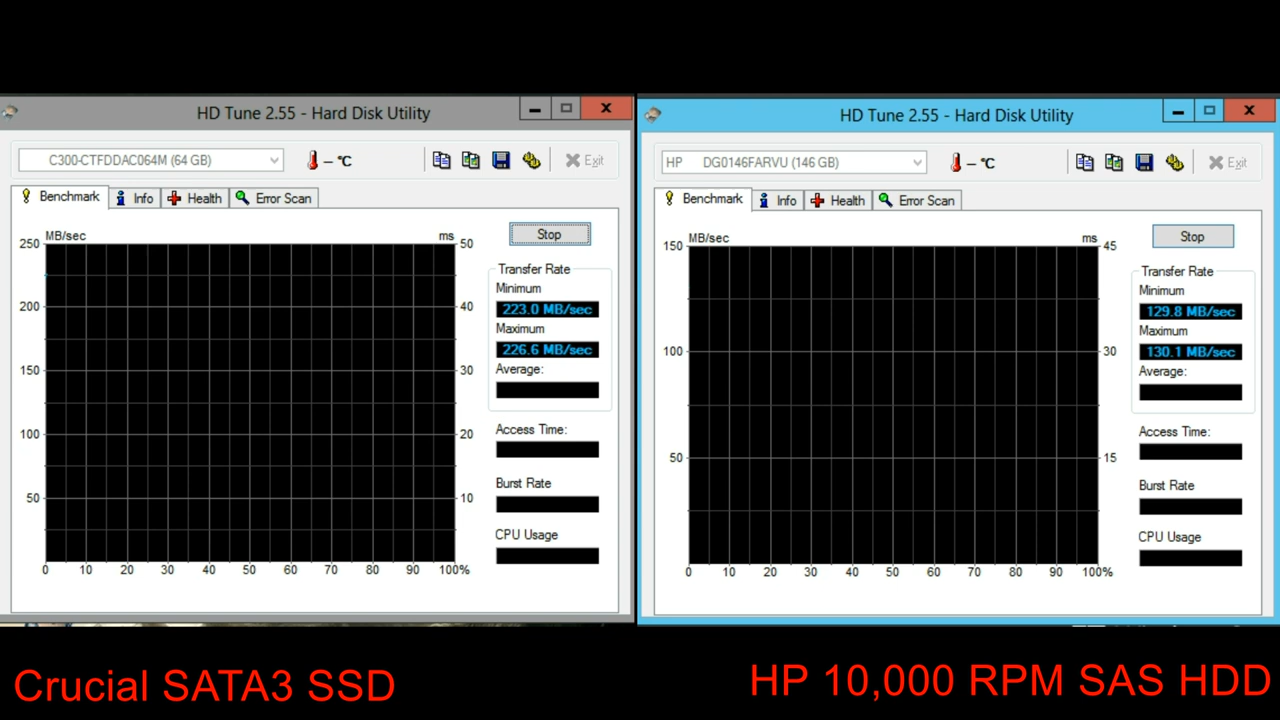 HD Tune 2.55 - Hard Disk Utility
C300-CTFDDAC064M (64 GB)
– °C
Exit
Benchmark
Info
Health
Error Scan
MB/sec
ms
250
200
150
100
50
50
40
30
20
10
0 10 20 30 40 50 60 70 80 90 100%
Stop
Transfer Rate
Minimum
223.0 MB/sec
Maximum
226.6 MB/sec
Average:
Access Time:
Burst Rate
CPU Usage
HD Tune 2.55 - Hard Disk Utility
HP DG0146FARVU (146 GB)
– °C
Exit
Benchmark
Info
Health
Error Scan
MB/sec
ms
150
100
50
45
30
15
0 10 20 30 40 50 60 70 80 90 100%
Stop
Transfer Rate
Minimum
129.8 MB/sec
Maximum
130.1 MB/sec
Average:
Access Time:
Burst Rate
CPU Usage
Crucial SATA3 SSD
HP 10,000 RPM SAS HDD